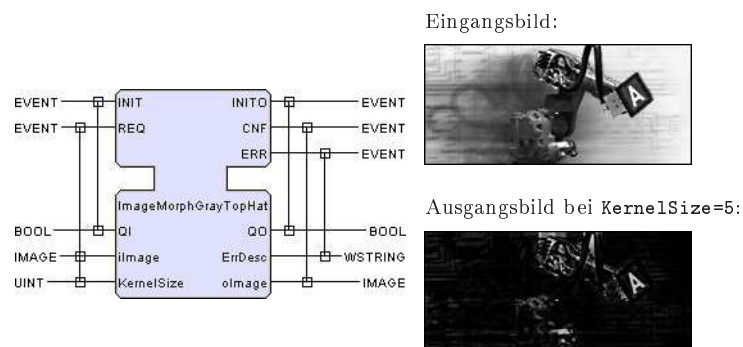 Eingangsbild:
EVENT INIT INITO EVENT
EVENT REQ CNF EVENT
ERR EVENT
A
Ausgangsbild bei KernelSize=5:
ImageMorphGrayTopHat
BOOL QI QO BOOL
IMAGE iImage ErrDesc WSTRING
UINT KernelSize oImage IMAGE
A